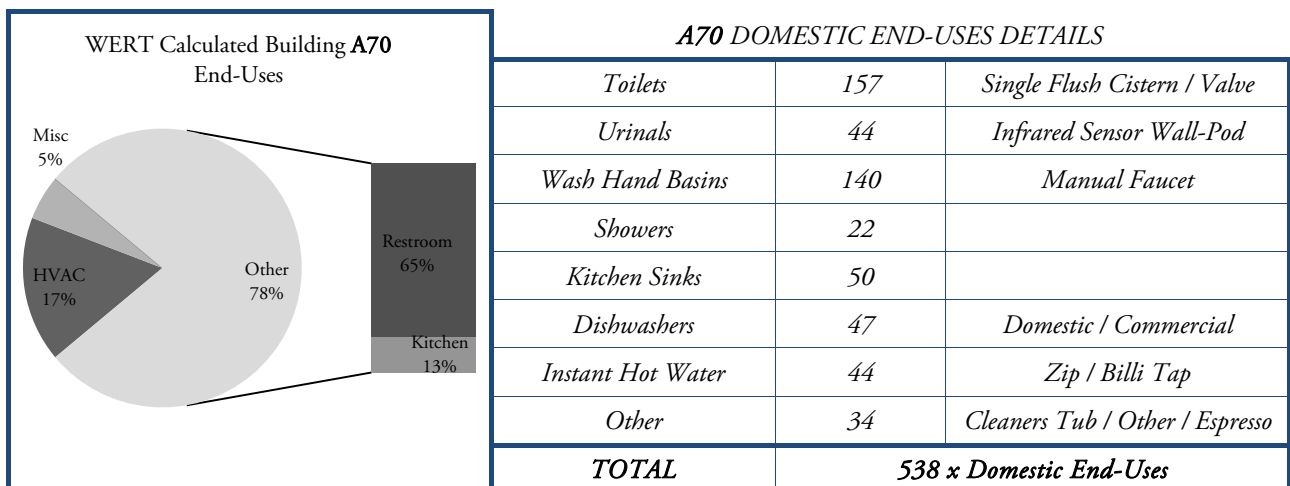 WERT Calculated Building A70
End-Uses
Misc
5%
HVAC
17%
Other
78%
Restroom
65%
Kitchen
13%
A70 DOMESTIC END-USES DETAILS
Toilets 157 Single Flush Cistern / Valve
Urinals 44 Infrared Sensor Wall-Pod
Wash Hand Basins 140 Manual Faucet
Showers 22
Kitchen Sinks 50
Dishwashers 47 Domestic / Commercial
Instant Hot Water 44 Zip / Billi Tap
Other 34 Cleaners Tub / Other / Espresso
TOTAL 538 x Domestic End-Uses